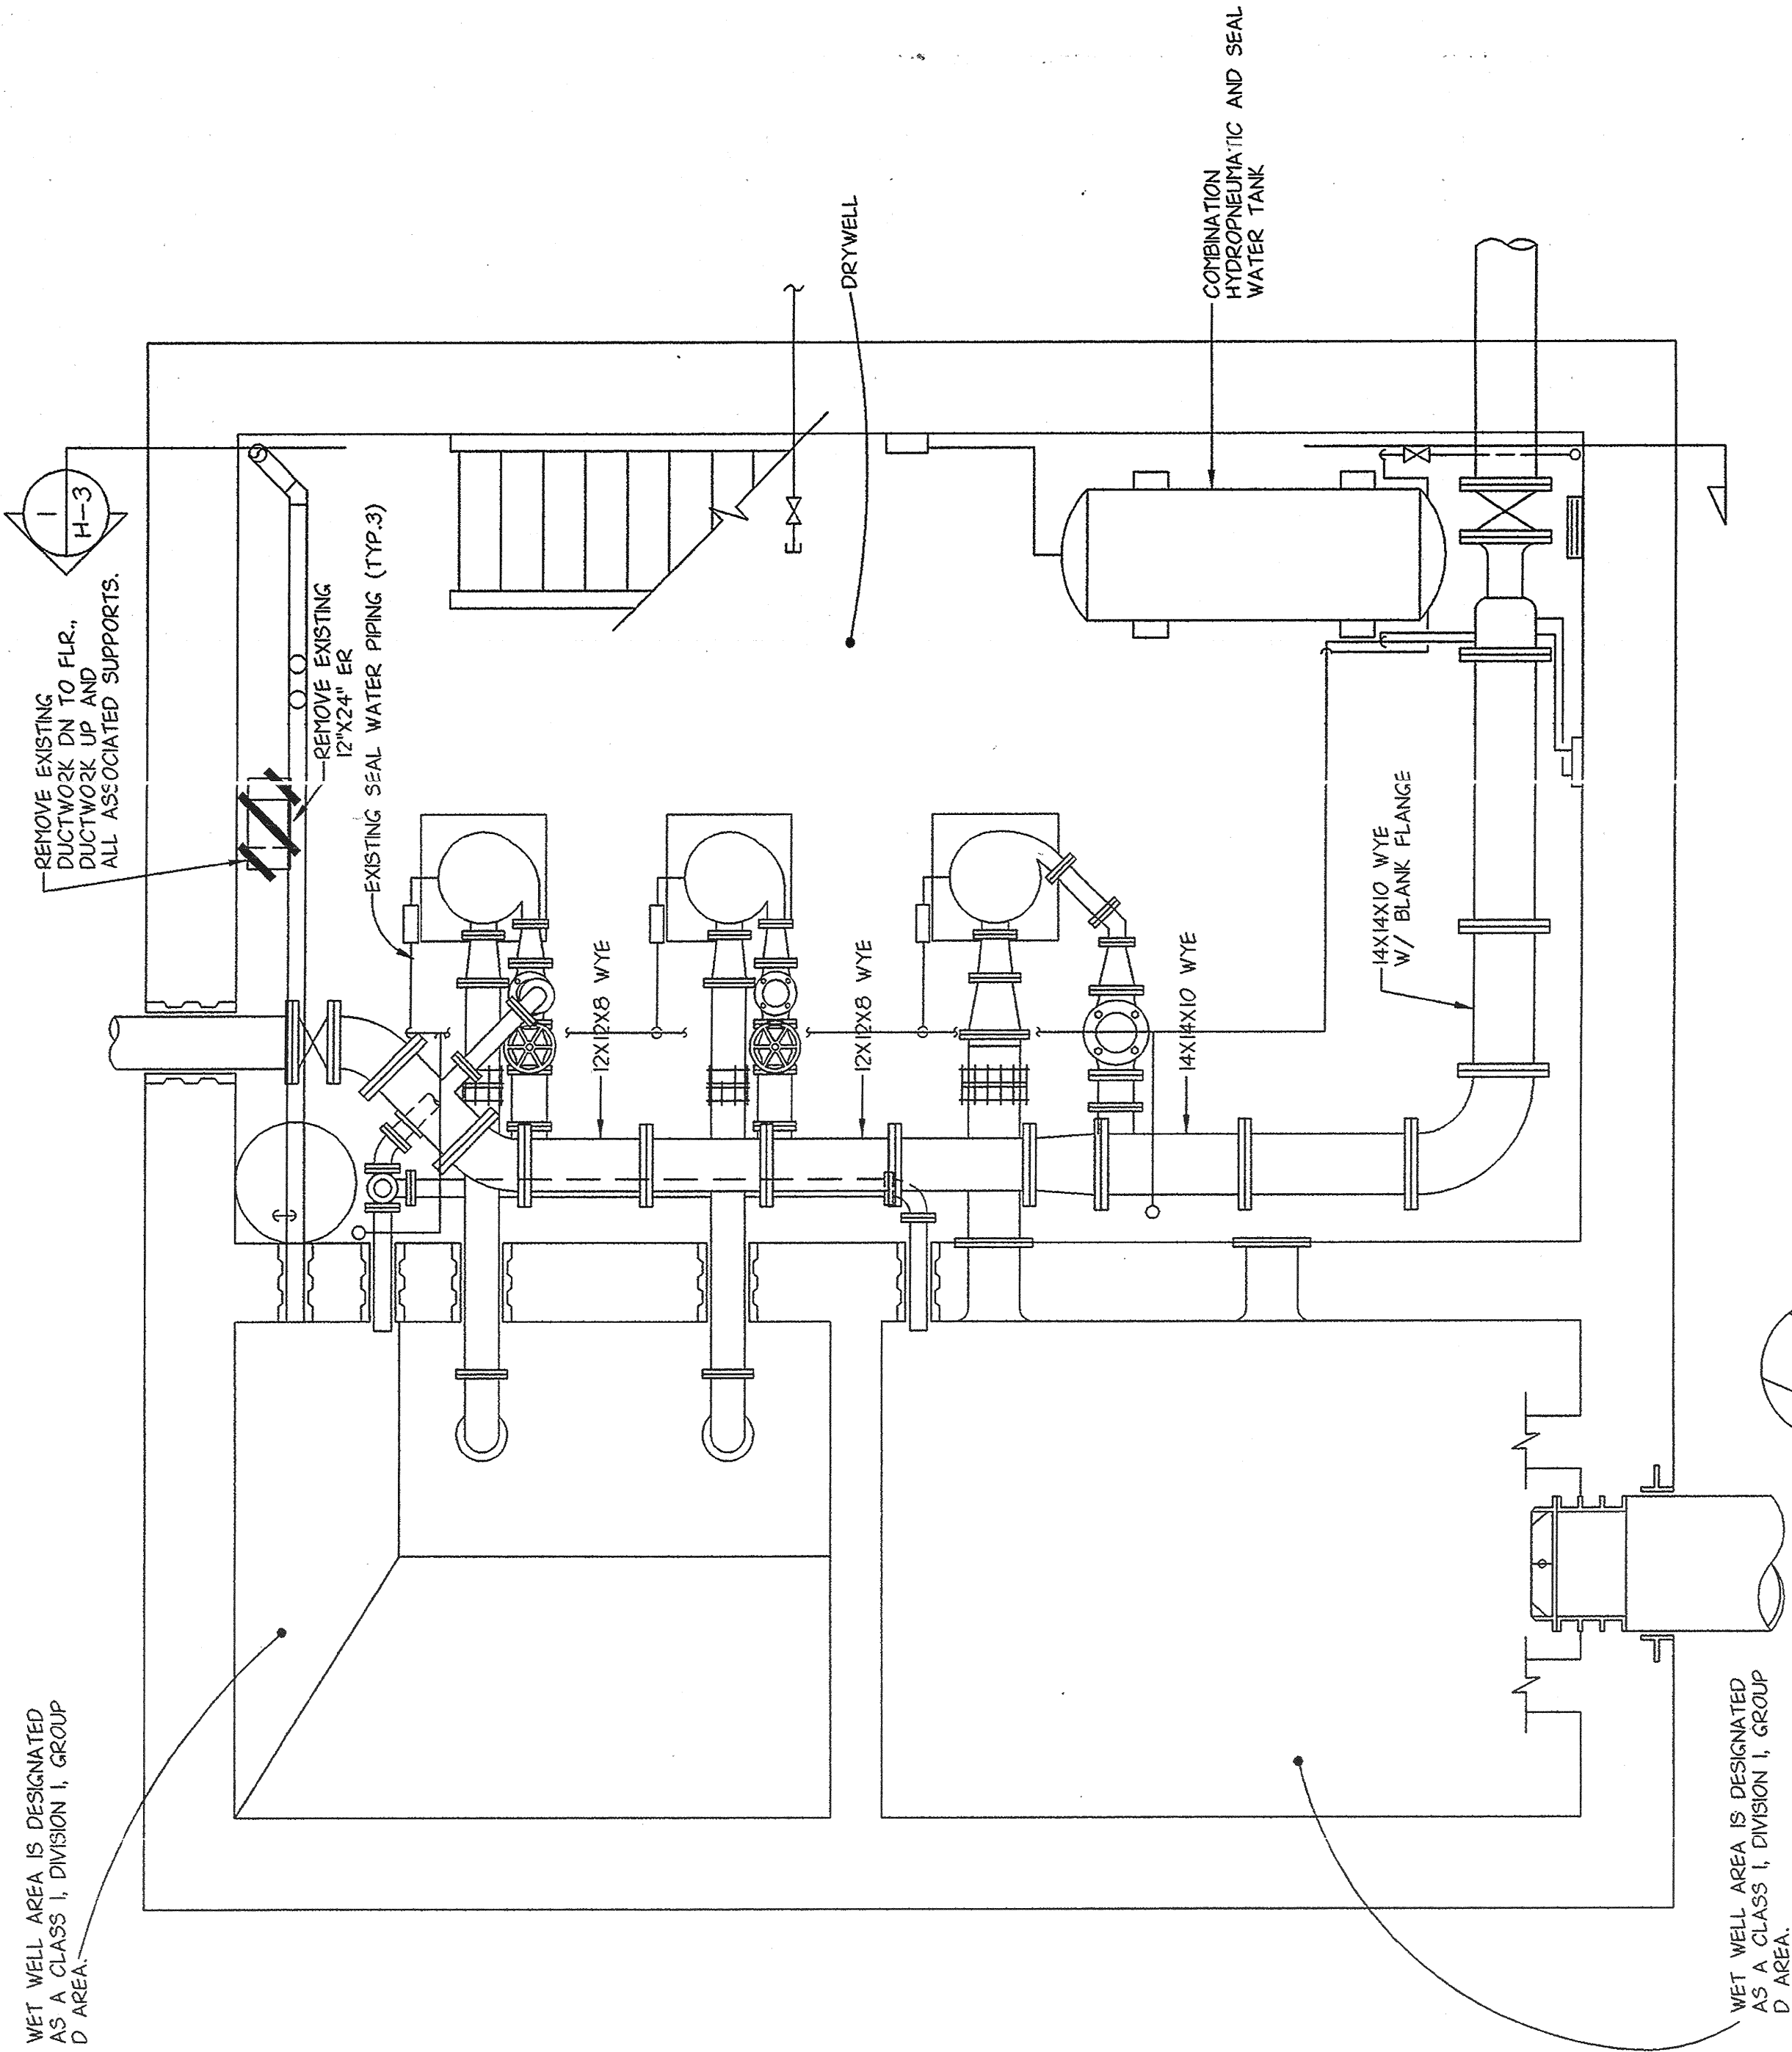 WET WELL AREA IS DESIGNATED
AS A CLASS I, DIVISION I, GROUP
D AREA.
REMOVE EXISTING
DUCTWORK DN TO FLR.,
DUCTWORK UP AND
ALL ASSOCIATED SUPPORTS.
1
H-3
REMOVE EXISTING
12"X24" ER
EXISTING SEAL WATER PIPING (TYP.3)
12X12X8 WYE
DRYWELL
12X12X8 WYE
14X14X10 WYE
COMBINATION
HYDROPNEUMATIC AND SEAL
WATER TANK
14X14X10 WYE
W/ BLANK FLANGE
WET WELL AREA IS DESIGNATED
AS A CLASS I, DIVISION I, GROUP
D AREA.